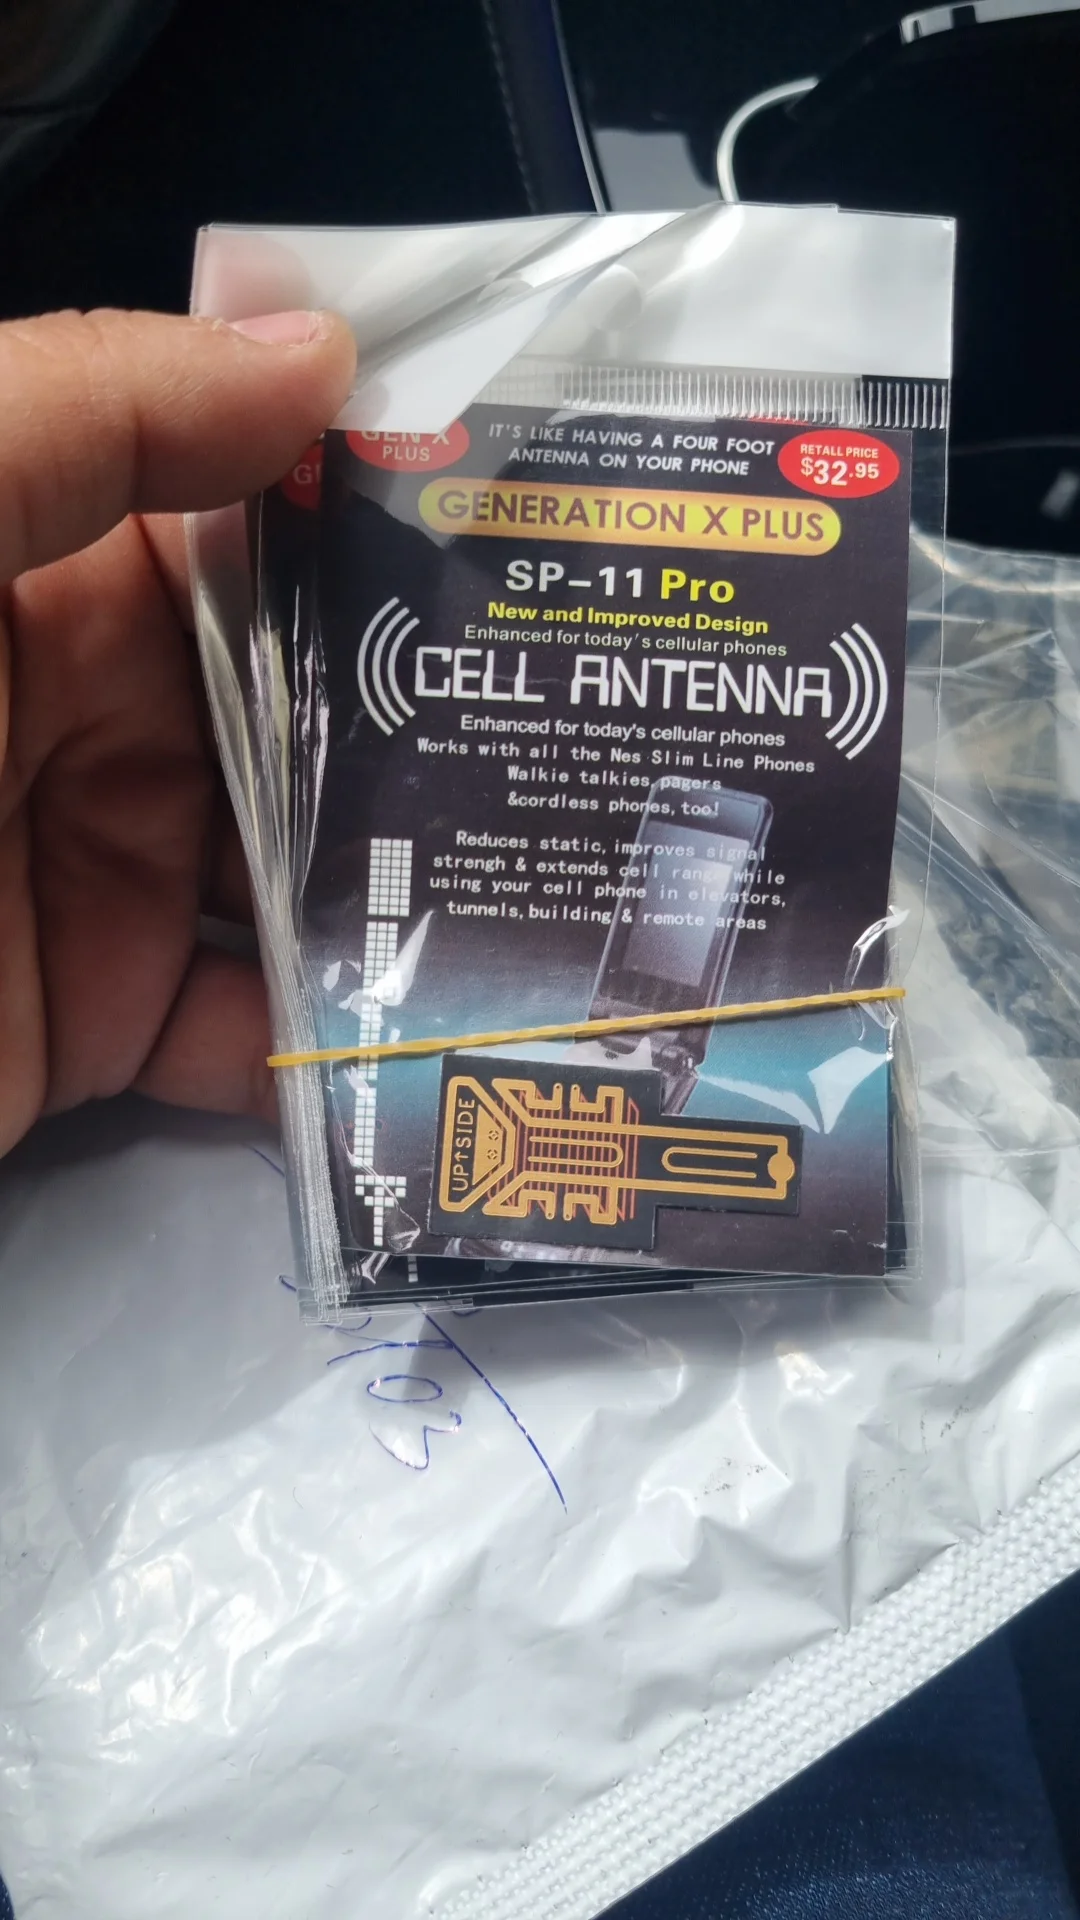 GEN X
PLUS
IT'S LIKE HAVING A FOUR FOOT
ANTENNA ON YOUR PHONE
RETALL PRICE
$32.95
GENERATION X PLUS
SP-11 Pro
New and Improved Design
Enhanced for today's cellular phones
CELL ANTENNA
Enhanced for today's cellular phones
Works with all the Nes Slim Line Phones
Walkie talkies, pagers
&cordless phones, too!
Reduces static, improves signal
strengh & extends cell range while
using your cell phone in elevators,
tunnels, building & remote areas
UP↑SIDE
03